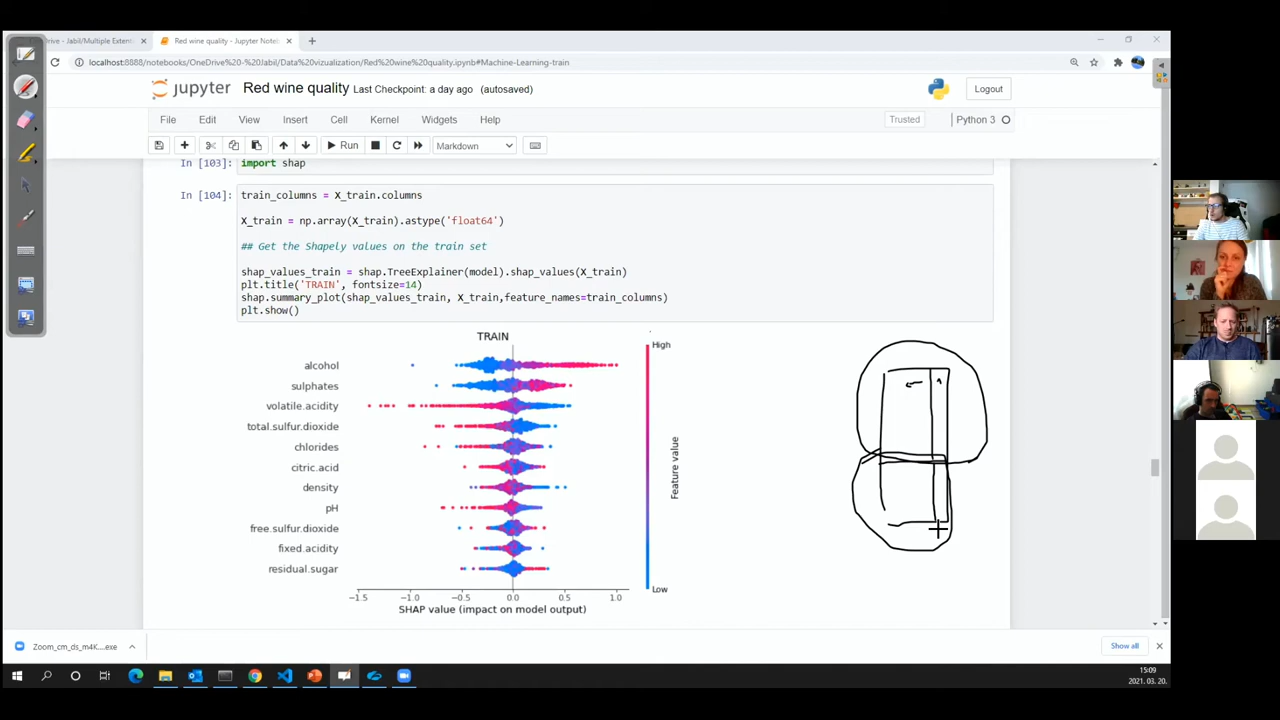 rive - Jabil/Multiple Extent
Red wine quality - Jupyter Noteb
localhost:8888/notebooks/OneDrive%20-%20Jabil/Data%20vizualization/Red%20wine%20quality.ipynb#Machine-Learning-train
jupyter Red wine quality Last Checkpoint: a day ago (autosaved)
Logout
File Edit View Insert Cell Kernel Widgets Help
Trusted
Python 3
Run
Markdown
In [103]: import shap
In [104]: train_columns = X_train.columns
X_train = np.array(X_train).astype('float64')
## Get the Shapely values on the train set
shap_values_train = shap.TreeExplainer(model).shap_values(X_train)
plt.title('TRAIN', fontsize=14)
shap.summary_plot(shap_values_train, X_train,feature_names=train_columns)
plt.show()
TRAIN
High
alcohol
sulphates
volatile.acidity
total.sulfur.dioxide
chlorides
citric.acid
density
pH
free.sulfur.dioxide
fixed.acidity
residual.sugar
Feature value
Low
−1.5 −1.0 −0.5 0.0 0.5 1.0
SHAP value (impact on model output)
Zoom_cm_ds_m4K....exe
Show all
15:09
2021. 03. 20.